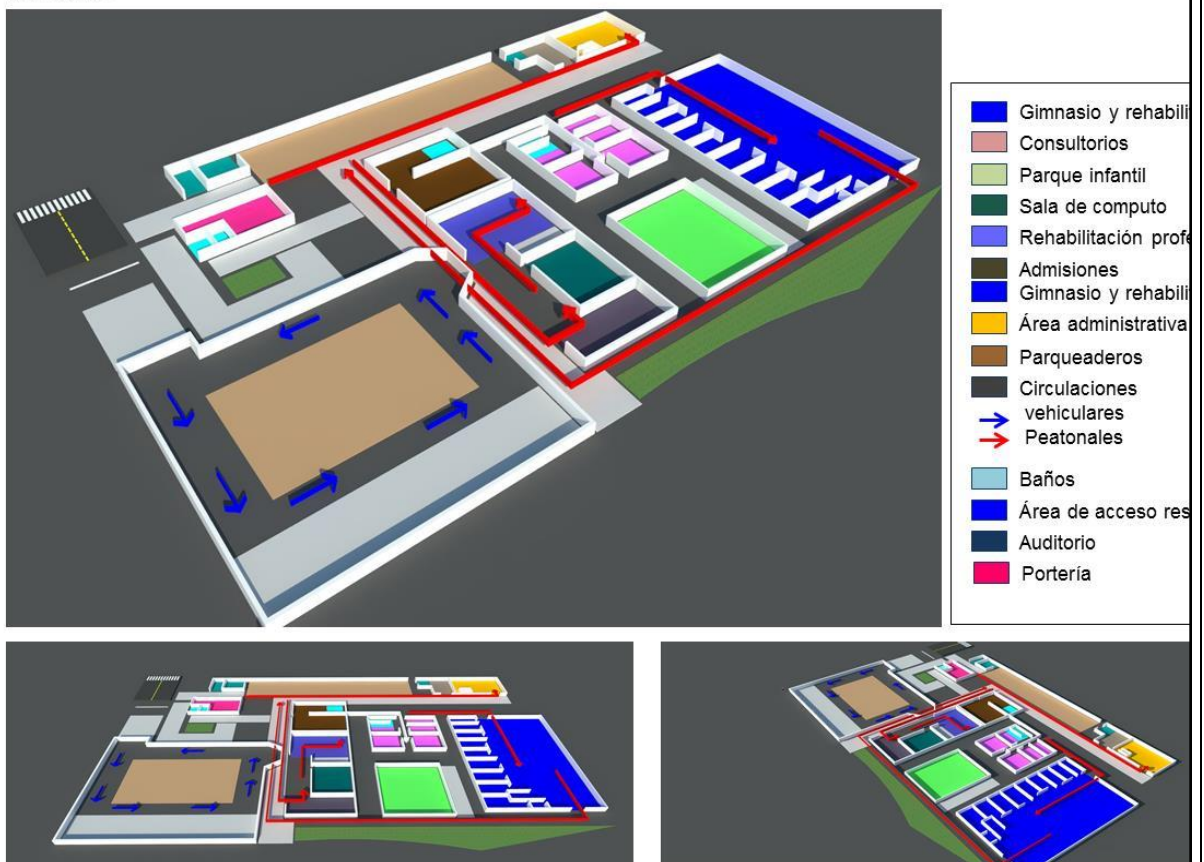 Gimnasio y rehabili
Consultorios
Parque infantil
Sala de computo
Rehabilitación profe
Admisiones
Gimnasio y rehabili
Área administrativa
Parqueaderos
Circulaciones
vehiculares
Peatonales
Baños
Área de acceso res
Auditorio
Portería